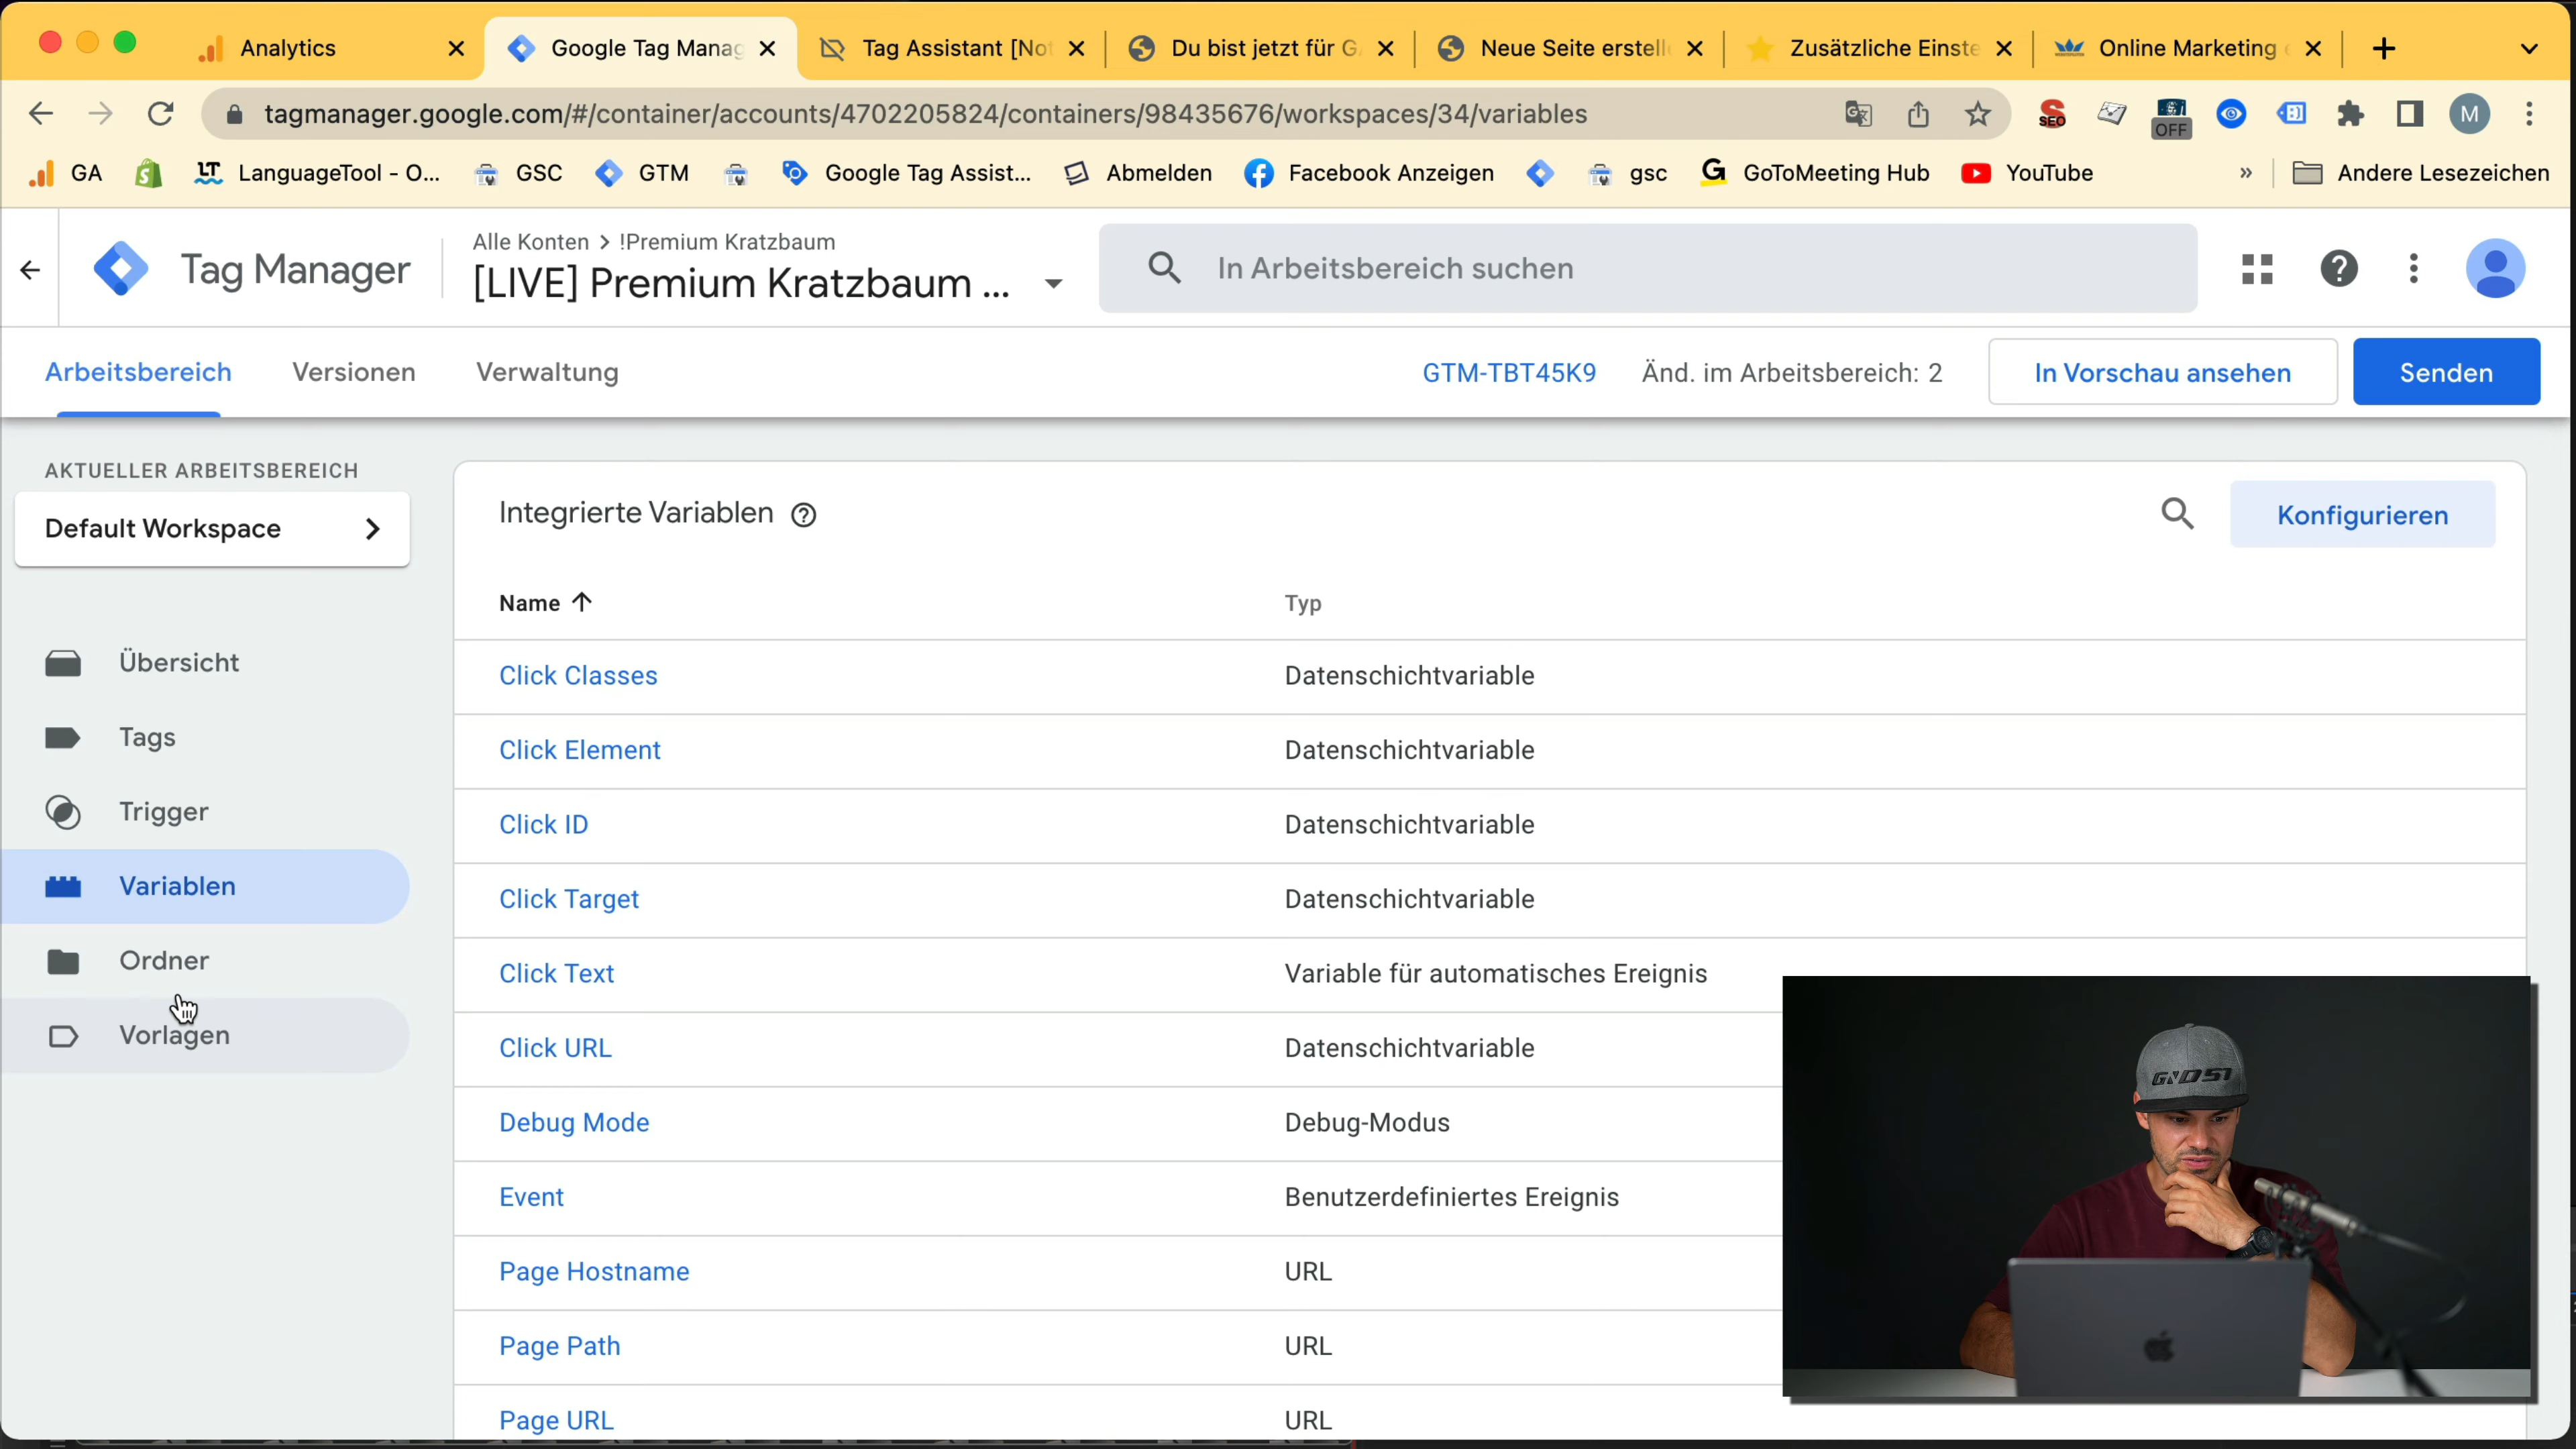 Analytics
Google Tag Manag
Tag Assistant [Not
Du bist jetzt für G
Neue Seite erstell
Zusätzliche Einste
Online Marketing
tagmanager.google.com/#/container/accounts/4702205824/containers/98435676/workspaces/34/variables
SEO
OFF
M
GA
LT
LanguageTool - O...
GSC
GTM
Google Tag Assist...
Abmelden
Facebook Anzeigen
gsc
GoToMeeting Hub
YouTube
»
Andere Lesezeichen
Tag Manager
Alle Konten > !Premium Kratzbaum
[LIVE] Premium Kratzbaum ...
In Arbeitsbereich suchen
Arbeitsbereich
Versionen
Verwaltung
GTM-TBT45K9
Änd. im Arbeitsbereich: 2
In Vorschau ansehen
Senden
AKTUELLER ARBEITSBEREICH
Default Workspace
Übersicht
Tags
Trigger
Variablen
Ordner
Vorlagen
Integrierte Variablen
Konfigurieren
Name
Typ
Click Classes
Datenschichtvariable
Click Element
Datenschichtvariable
Click ID
Datenschichtvariable
Click Target
Datenschichtvariable
Click Text
Variable für automatisches Ereignis
Click URL
Datenschichtvariable
Debug Mode
Debug-Modus
Event
Benutzerdefiniertes Ereignis
Page Hostname
URL
Page Path
URL
Page URL
URL